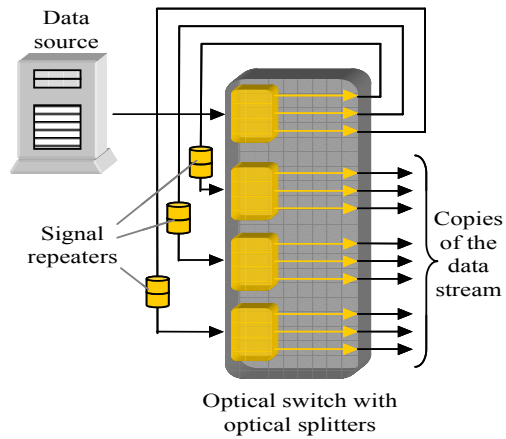 Data
source
Signal
repeaters
Copies
of the
data
stream
Optical switch with
optical splitters